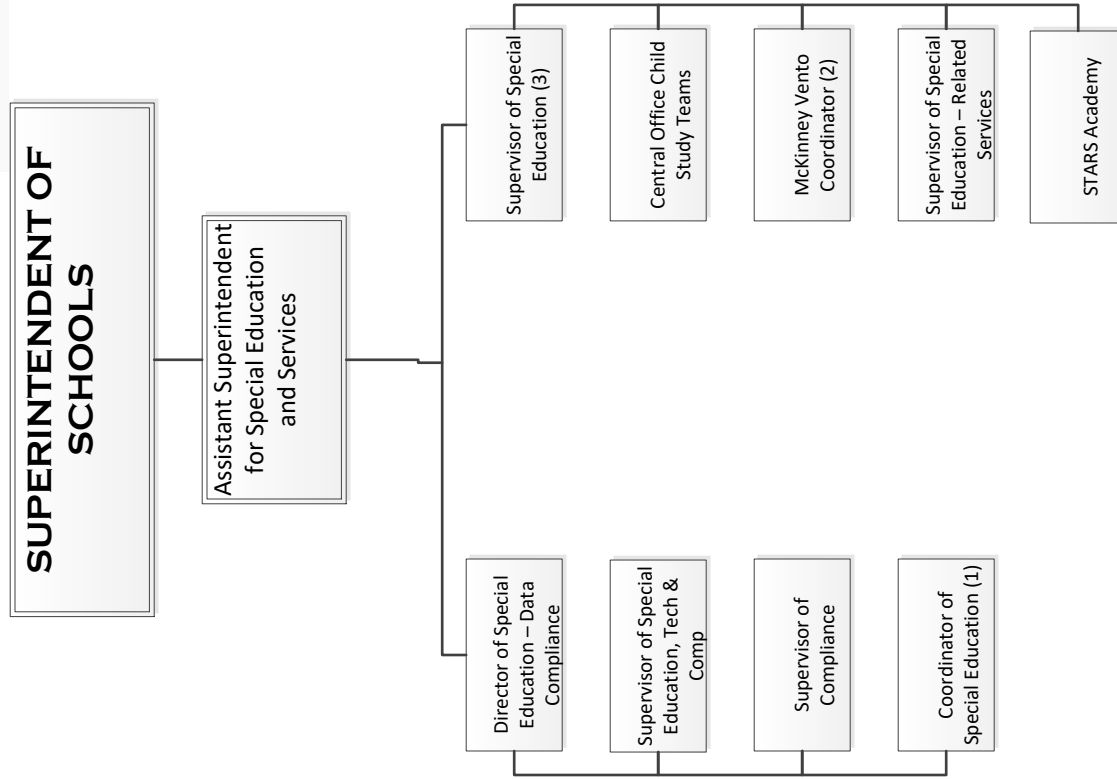 SUPERINTENDENT OF
SCHOOLS
Assistant Superintendent
for Special Education
and Services
Director of Special
Education – Data
Compliance
Supervisor of Special
Education, Tech &
Comp
Supervisor of
Compliance
Coordinator of
Special Education (1)
Supervisor of Special
Education (3)
Central Office Child
Study Teams
McKinney Vento
Coordinator (2)
Supervisor of Special
Education – Related
Services
STARS Academy